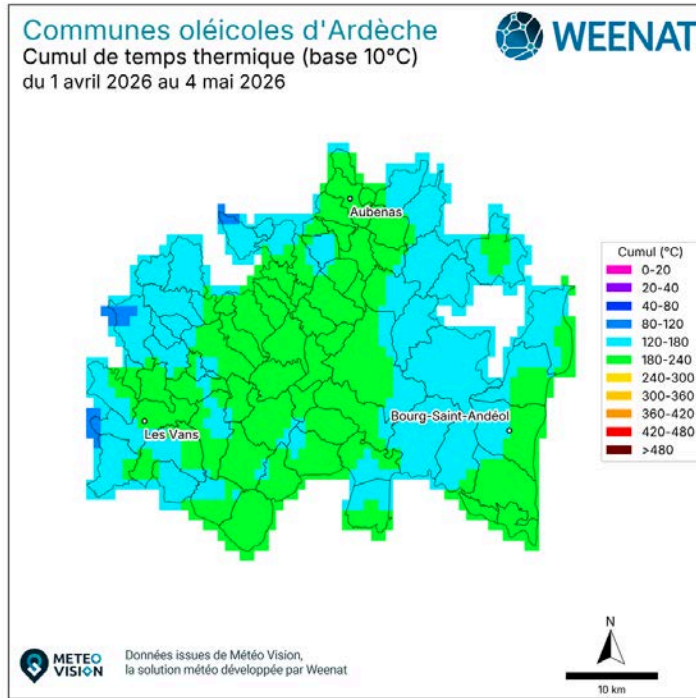 Communes oléicoles d'Ardèche
WEENAT
Cumul de temps thermique (base 10°C)
du 1 avril 2026 au 4 mai 2026
Aubenas
Les Vans
Bourg-Saint-Andéol
Cumul (°C)
0-20
20-40
40-80
80-120
120-180
180-240
240-300
300-360
360-420
420-480
>480
N
10 km
METEO
VISION
Données issues de Météo Vision,
la solution météo développée par Weenat